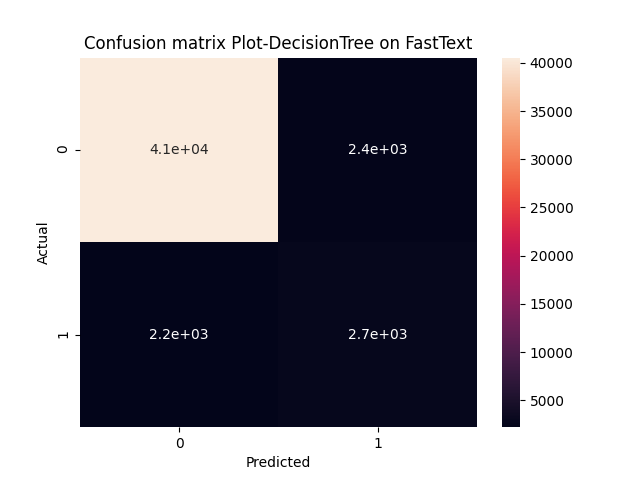 Confusion matrix Plot-DecisionTree on FastText
40000
35000
30000
25000
20000
15000
10000
5000
Actual
0
4.1e+04 2.4e+03
1
2.2e+03 2.7e+03
0 1
Predicted